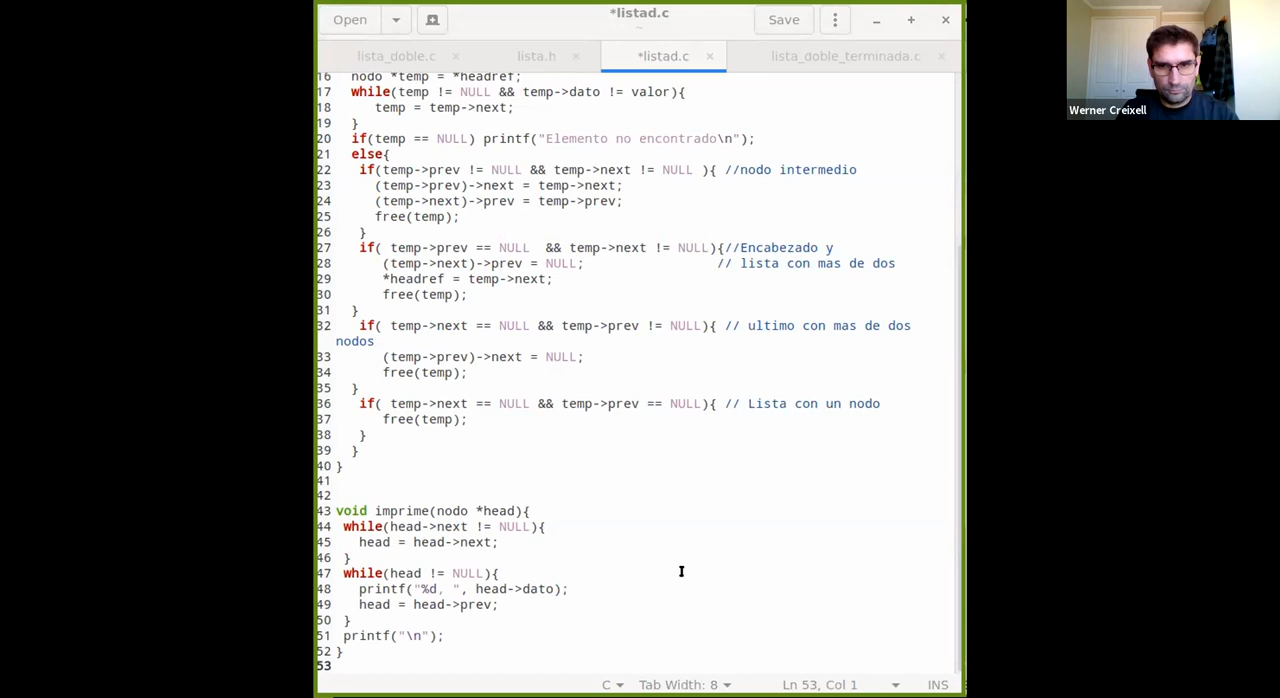 Open
*listad.c
~
Save
lista_doble.c
lista.h
*listad.c
lista_doble_terminada.c
16 nodo *temp = *headref;
17 while(temp != NULL && temp->dato != valor){
18 temp = temp->next;
19 }
20 if(temp == NULL) printf("Elemento no encontrado\n");
21 else{
22 if(temp->prev != NULL && temp->next != NULL ){ //nodo intermedio
23 (temp->prev)->next = temp->next;
24 (temp->next)->prev = temp->prev;
25 free(temp);
26 }
27 if( temp->prev == NULL && temp->next != NULL){//Encabezado y
28 (temp->next)->prev = NULL; // lista con mas de dos
29 *headref = temp->next;
30 free(temp);
31 }
32 if( temp->next == NULL && temp->prev != NULL){ // ultimo con mas de dos
nodos
33 (temp->prev)->next = NULL;
34 free(temp);
35 }
36 if( temp->next == NULL && temp->prev == NULL){ // Lista con un nodo
37 free(temp);
38 }
39 }
40 }
41
42
43 void imprime(nodo *head){
44 while(head->next != NULL){
45 head = head->next;
46 }
47 while(head != NULL){
48 printf("%d, ", head->dato);
49 head = head->prev;
50 }
51 printf("\n");
52 }
53
C Tab Width: 8 Ln 53, Col 1 INS
Werner Creixell